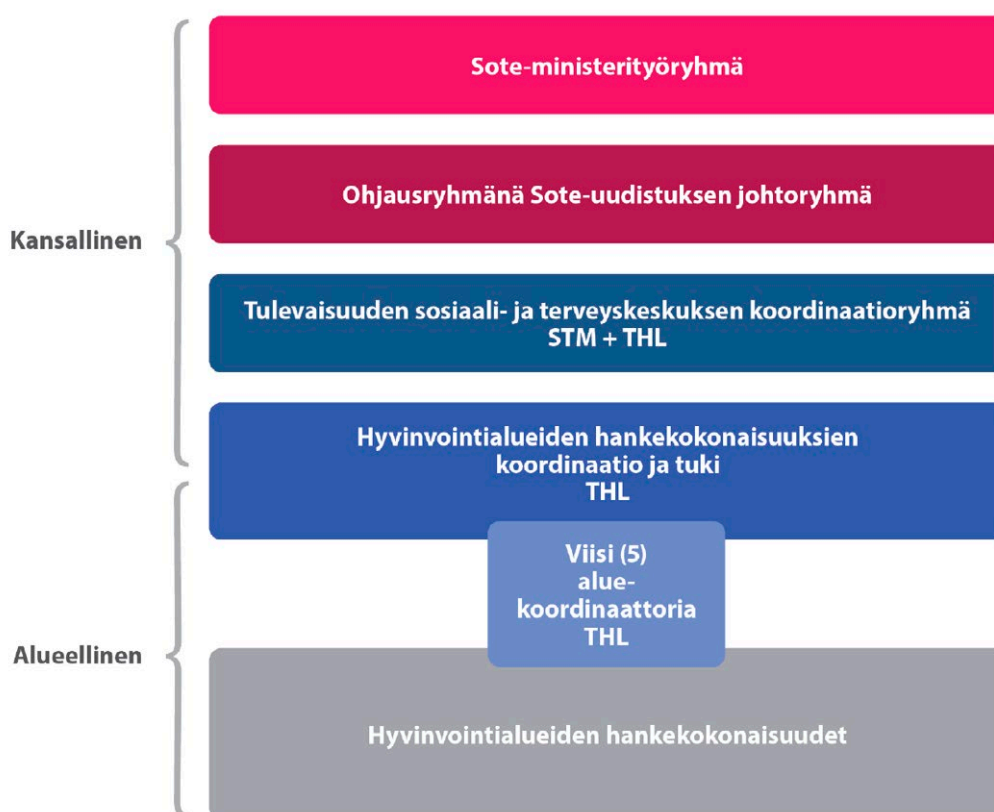 Sote-ministerityöryhmä
Ohjausryhmänä Sote-uudistuksen johtoryhmä
Kansallinen
Tulevaisuuden sosiaali- ja terveyskeskuksen koordinaatioryhmä
STM + THL
Hyvinvointialueiden hankekokonaisuuksien
koordinaatio ja tuki
THL
Viisi (5)
alue-
koordinaattoria
THL
Alueellinen
Hyvinvointialueiden hankekokonaisuudet